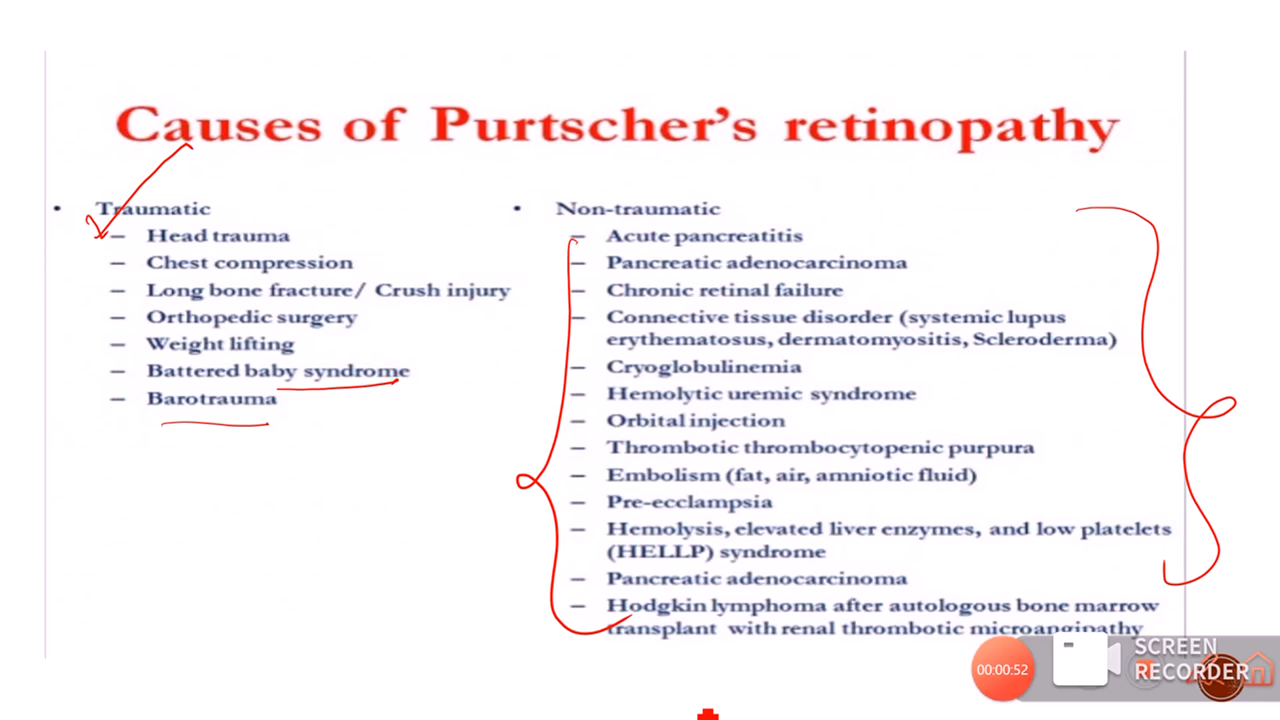 Causes of Purtscher's retinopathy
• Traumatic
– Head trauma
– Chest compression
– Long bone fracture/ Crush injury
– Orthopedic surgery
– Weight lifting
– Battered baby syndrome
– Barotrauma
• Non-traumatic
– Acute pancreatitis
– Pancreatic adenocarcinoma
– Chronic retinal failure
– Connective tissue disorder (systemic lupus
erythematosus, dermatomyositis, Scleroderma)
– Cryoglobulinemia
– Hemolytic uremic syndrome
– Orbital injection
– Thrombotic thrombocytopenic purpura
– Embolism (fat, air, amniotic fluid)
– Pre-ecclampsia
– Hemolysis, elevated liver enzymes, and low platelets
(HELLP) syndrome
– Pancreatic adenocarcinoma
– Hodgkin lymphoma after autologous bone marrow
transplant with renal thrombotic microangipathy
00:00:52
SCREEN
RECORDER